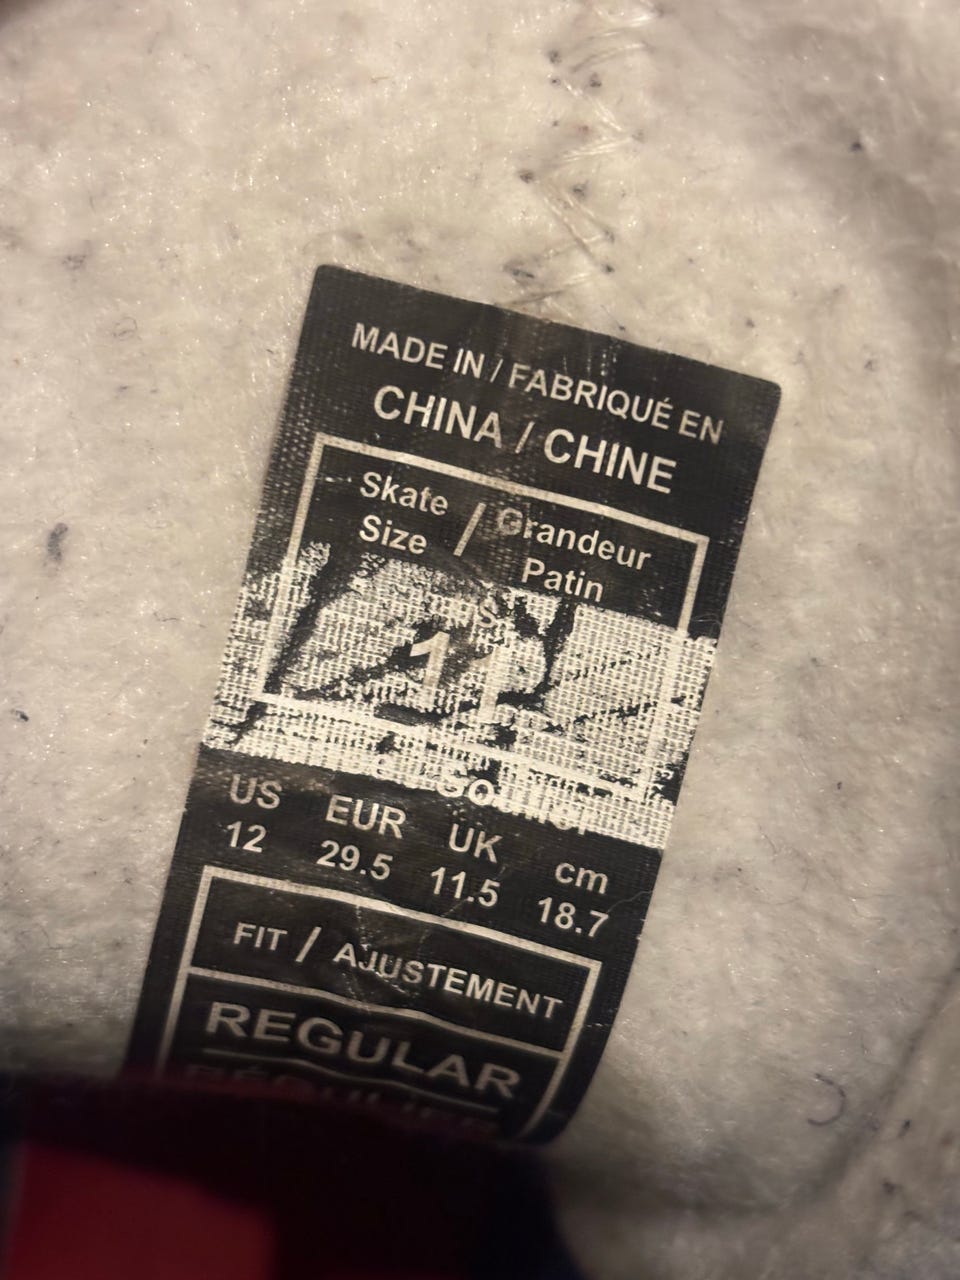 MADE IN / FABRIQUÉ EN
CHINA / CHINE
Skate Size / Grandeur Patin
11
US EUR UK cm
12 29.5 11.5 18.7
FIT / AJUSTEMENT
REGULAR